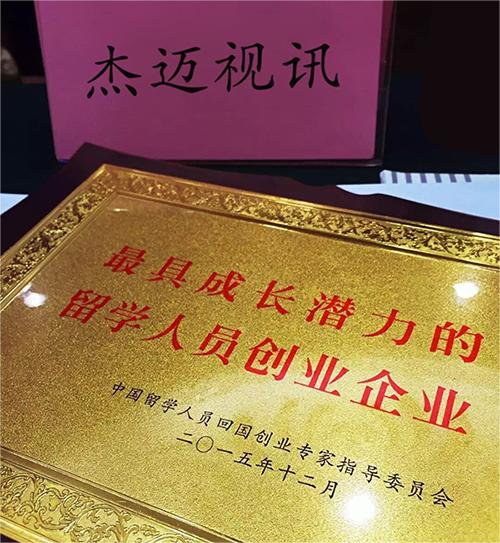 杰迈视讯
最具成长潜力的
留学人员创业企业
中国留学人员回国创业专家指导委员会
二〇一五年十二月